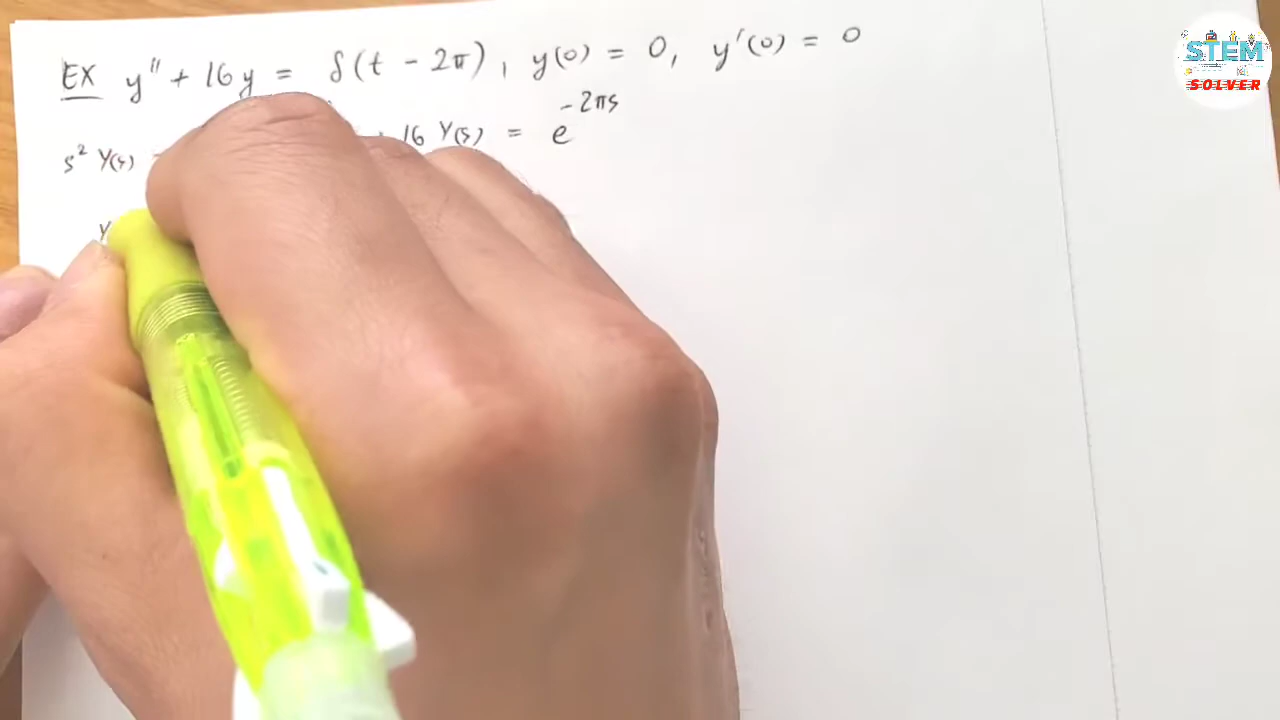 EX y'' + 16y = δ(t - 2π), y(0) = 0, y'(0) = 0
s² Y(s) 16 Y(s) = e^{-2πs}
Y
STEM
SOLVER